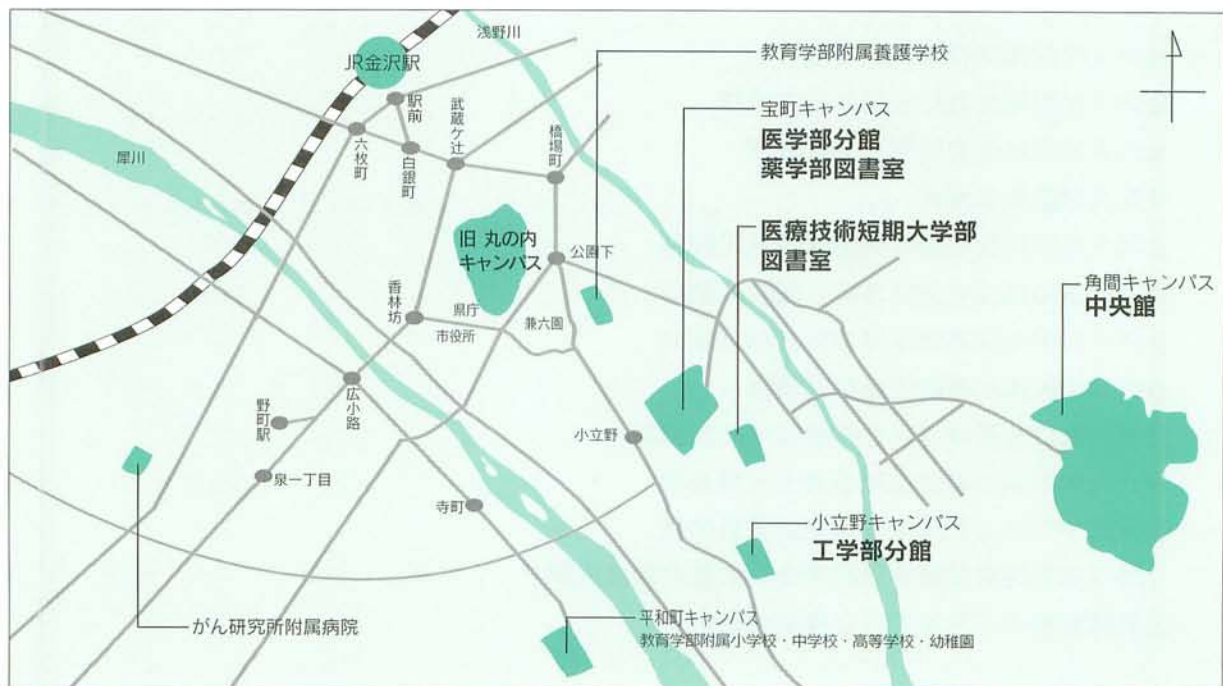 浅野川
JR金沢駅
教育学部附属養護学校
駅前
武蔵ケ辻
橋場町
宝町キャンパス
医学部分館
薬学部図書室
六枚町
白銀町
犀川
旧 丸の内
キャンパス
公園下
医療技術短期大学部
図書室
角間キャンパス
中央館
香林坊
県庁
市役所
兼六園
広小路
野町駅
小立野
泉一丁目
寺町
小立野キャンパス
工学部分館
がん研究所附属病院
平和町キャンパス
教育学部附属小学校・中学校・高等学校・幼稚園